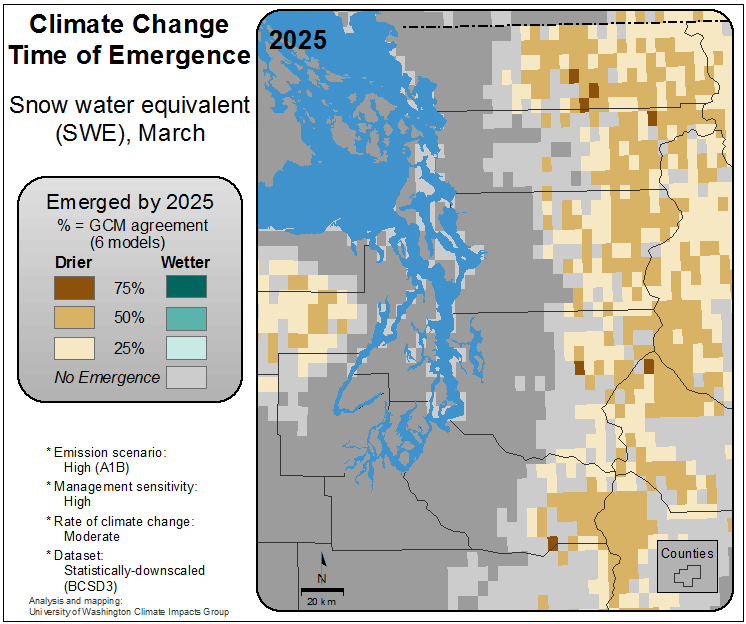 Climate Change
Time of Emergence
Snow water equivalent
(SWE), March
Emerged by 2025
% = GCM agreement
(6 models)
Drier Wetter
75%
50%
25%
No Emergence
* Emission scenario:
High (A1B)
* Management sensitivity:
High
* Rate of climate change:
Moderate
* Dataset:
Statistically-downscaled
(BCSD3)
Analysis and mapping:
University of Washington Climate Impacts Group
2025
N
20 km
Counties